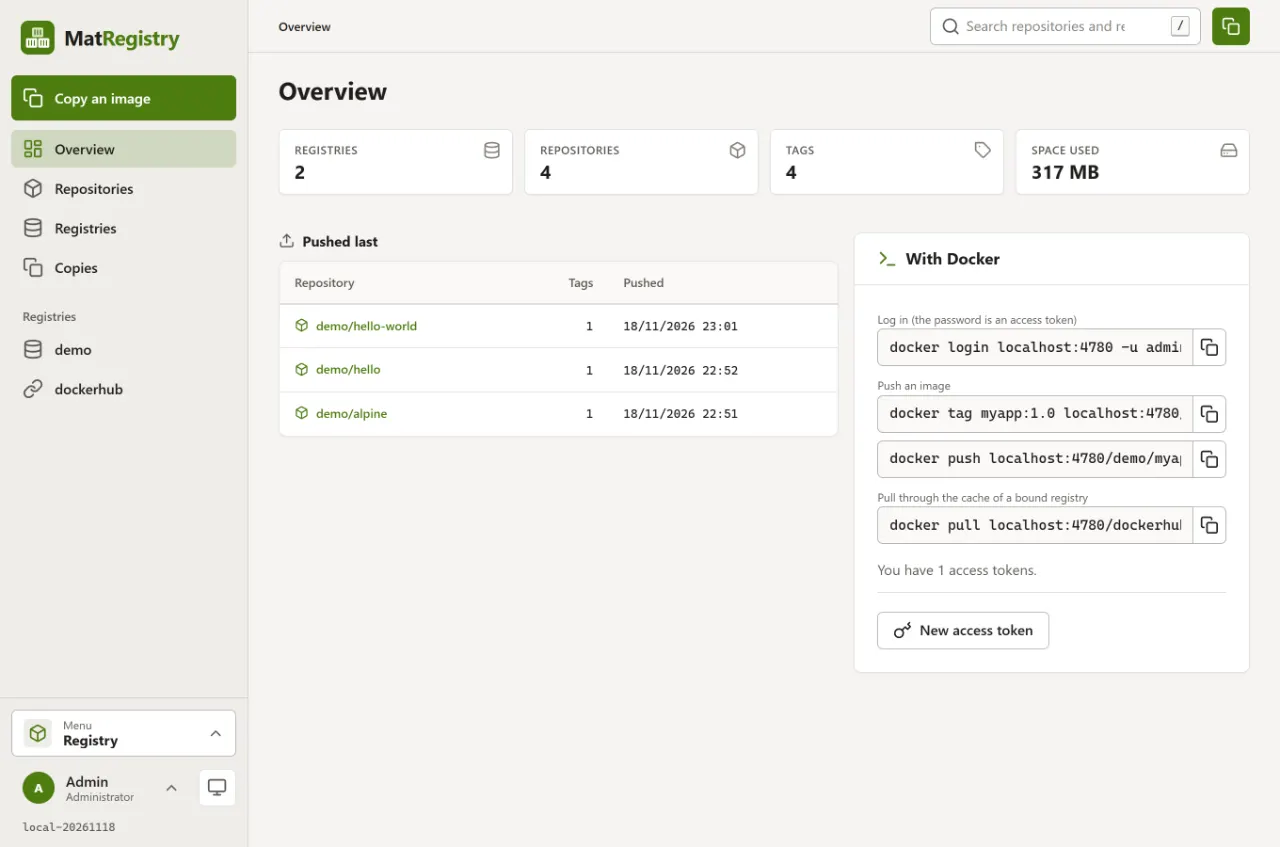 MatRegistry
Copy an image
Overview
Repositories
Registries
Copies
Registries
demo
dockerhub
Menu
Registry
A
Admin
Administrator
local-20261118
Overview
Search repositories and re
/
Overview
REGISTRIES
2
REPOSITORIES
4
TAGS
4
SPACE USED
317 MB
Pushed last
Repository Tags Pushed
demo/hello-world 1 18/11/2026 23:01
demo/hello 1 18/11/2026 22:52
demo/alpine 1 18/11/2026 22:51
With Docker
Log in (the password is an access token)
docker login localhost:4780 -u admi
Push an image
docker tag myapp:1.0 localhost:4780
docker push localhost:4780/demo/mya
Pull through the cache of a bound registry
docker pull localhost:4780/dockerhu
You have 1 access tokens.
New access token